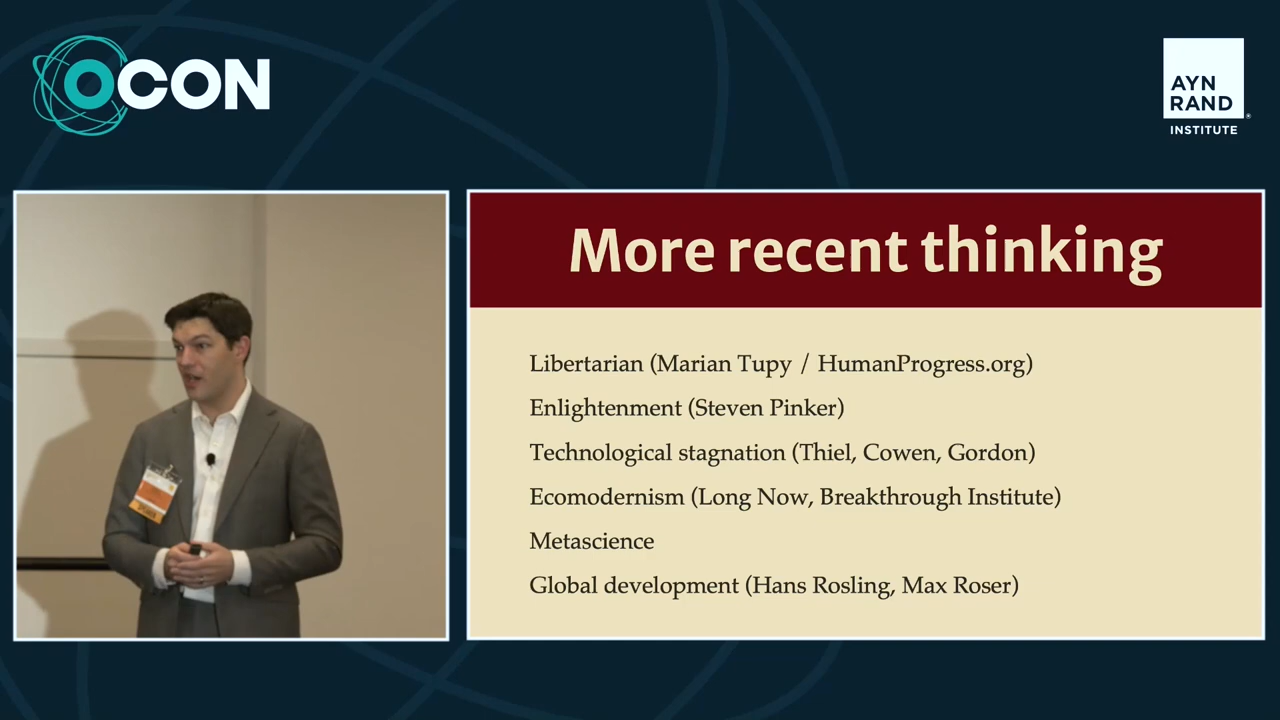 OCON
AYN
RAND
INSTITUTE
More recent thinking
Libertarian (Marian Tupy / HumanProgress.org)
Enlightenment (Steven Pinker)
Technological stagnation (Thiel, Cowen, Gordon)
Ecomodernism (Long Now, Breakthrough Institute)
Metascience
Global development (Hans Rosling, Max Roser)